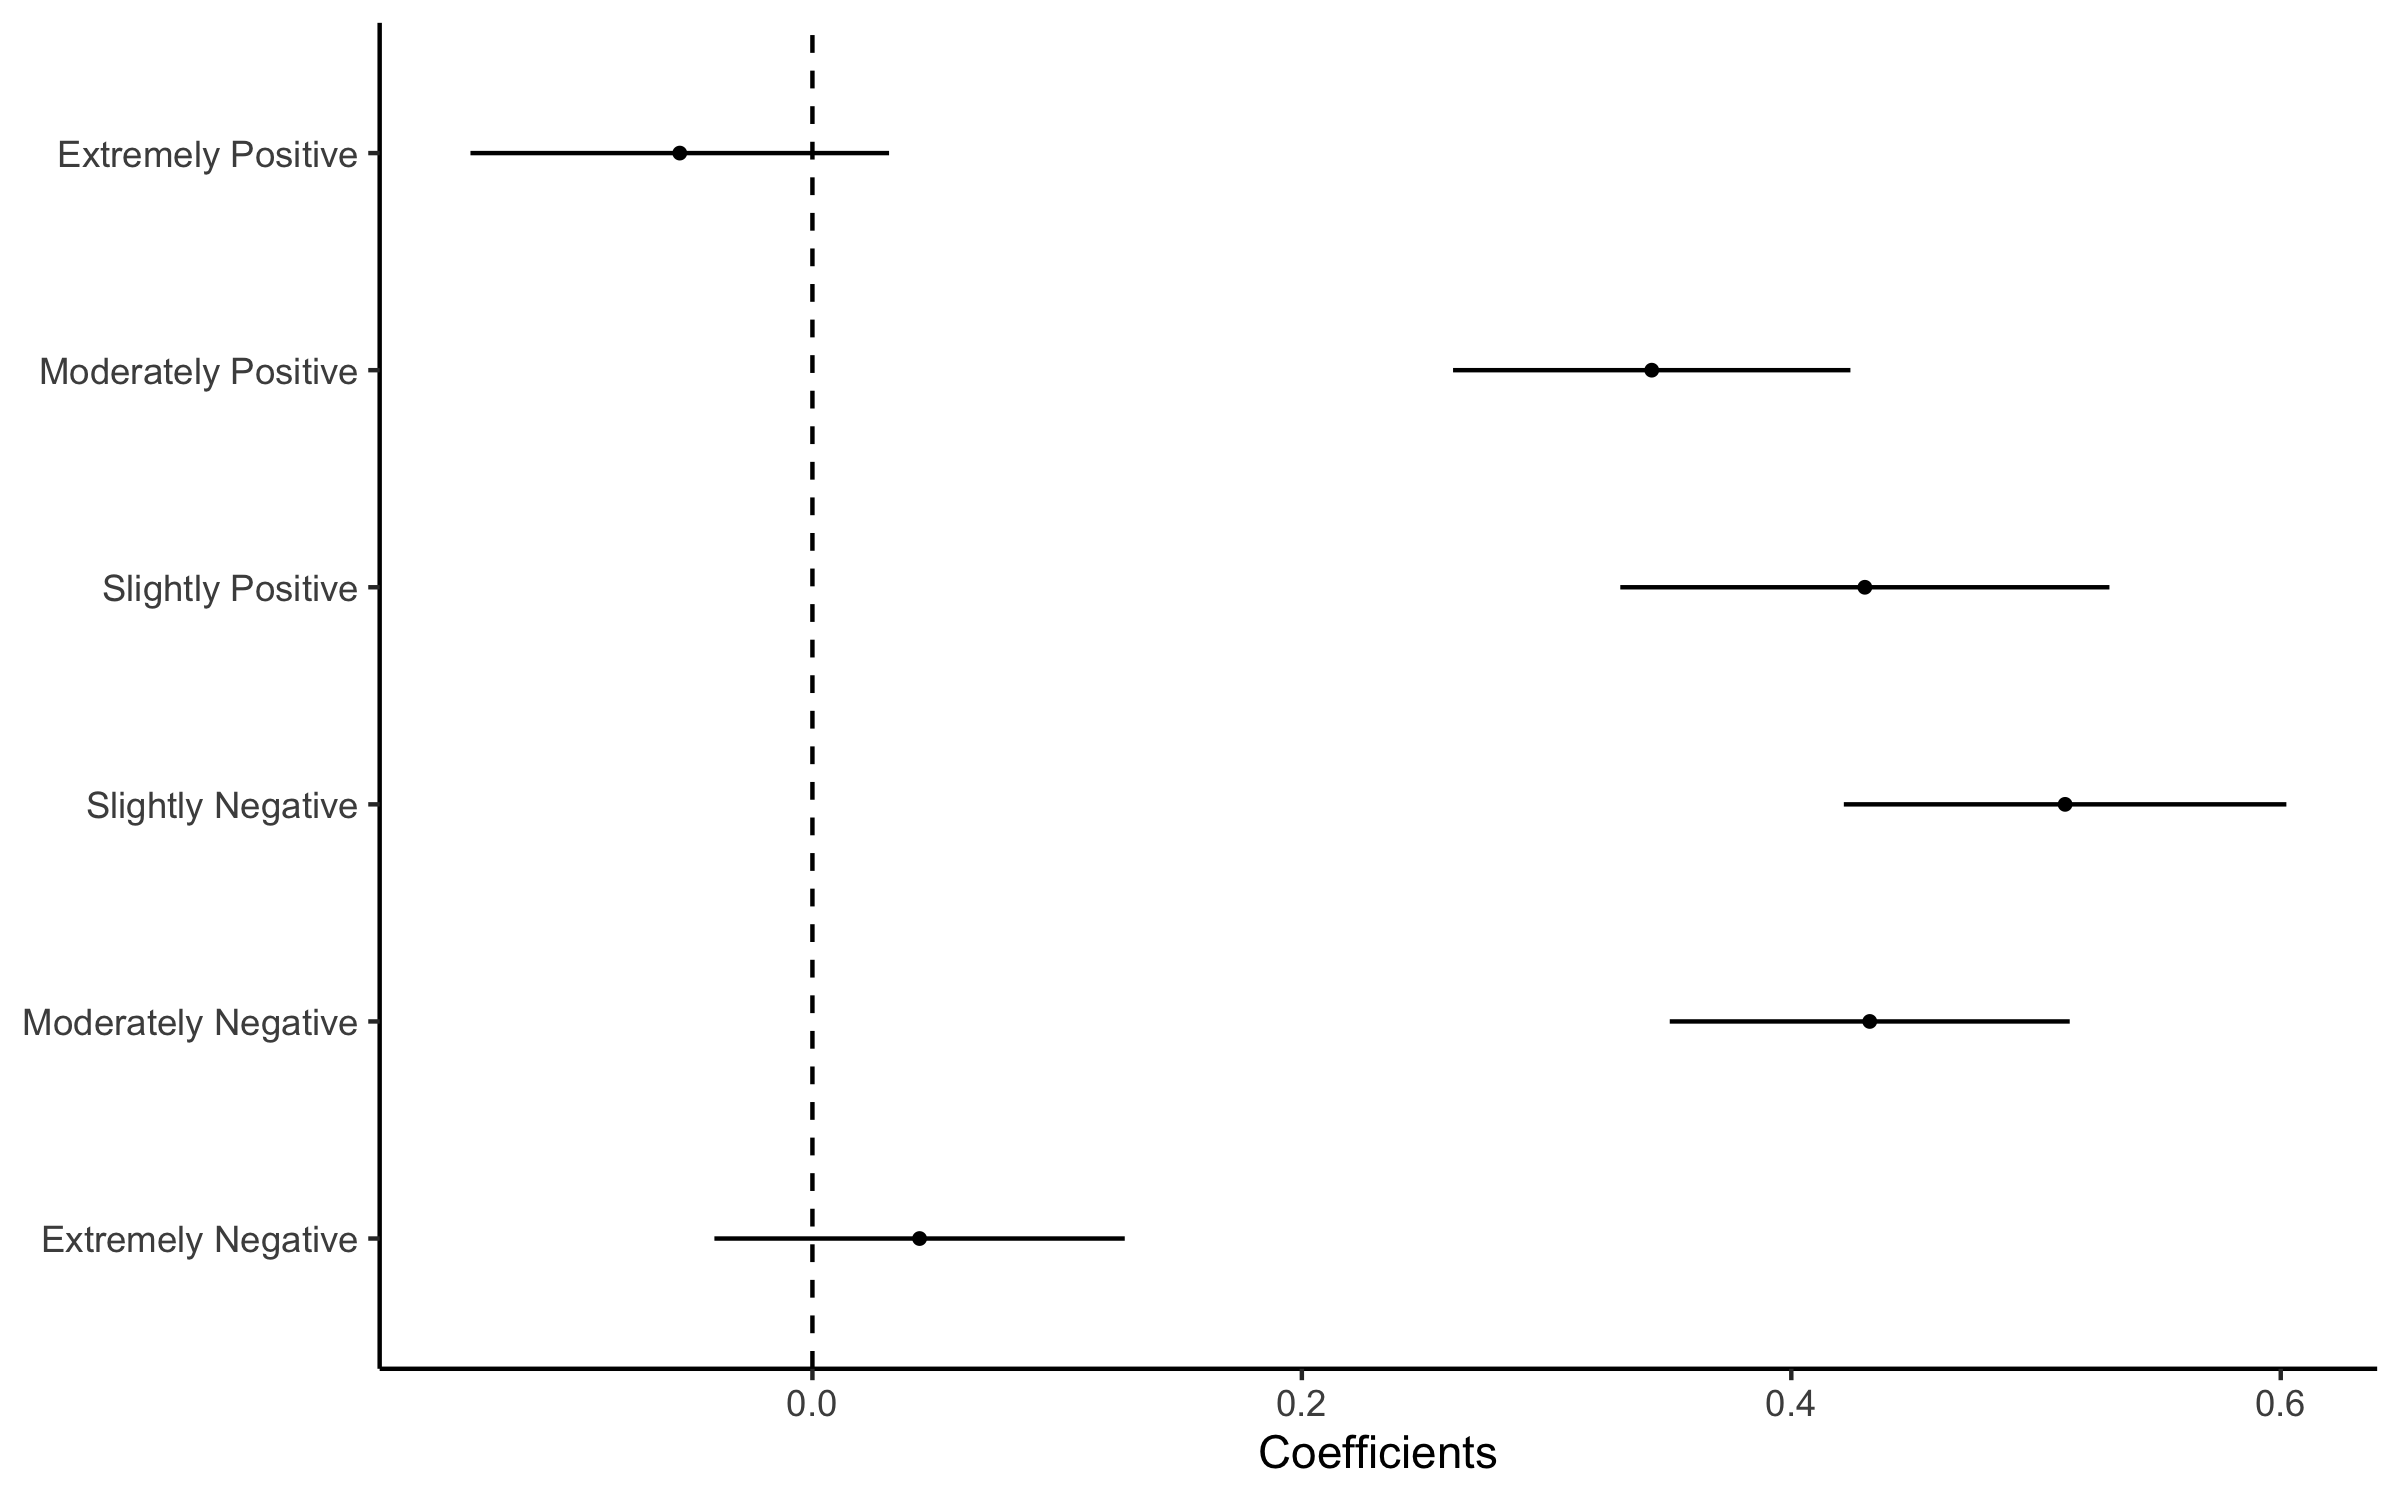 Extremely Positive
Moderately Positive
Slightly Positive
Slightly Negative
Moderately Negative
Extremely Negative
0.0 0.2 0.4 0.6
Coefficients